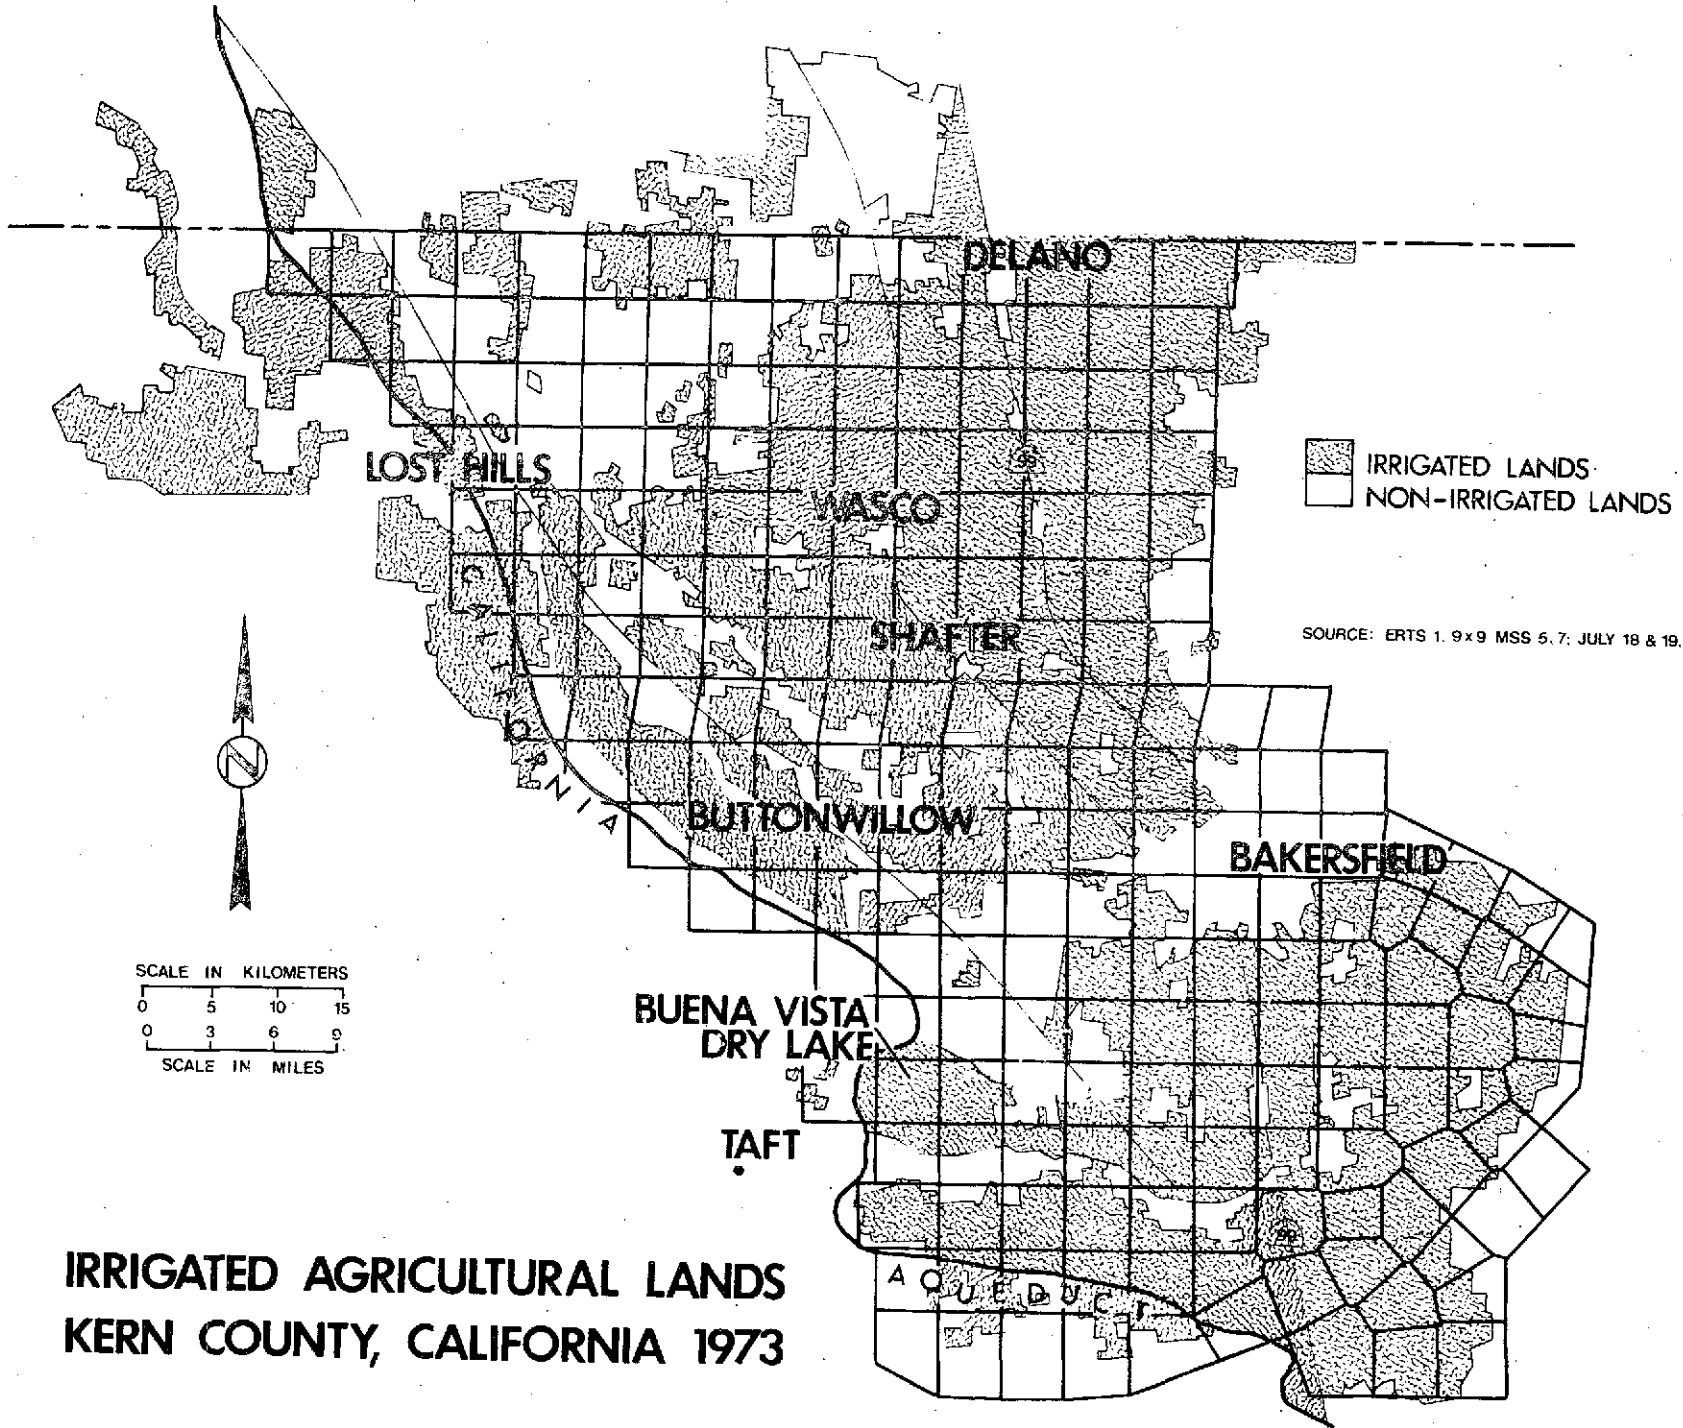 DELANO
LOST HILLS
99
WASCO
IRRIGATED LANDS
NON-IRRIGATED LANDS
SHAFTER
SOURCE: ERTS 1. 9x9 MSS 5,7; JULY 18 & 19,
CALIFORNIA
N
BUTTONWILLOW
BAKERSFIELD
SCALE IN KILOMETERS
0 5 10 15
0 3 6 9
SCALE IN MILES
BUENA VISTA
DRY LAKE
TAFT
99
AQUEDUCT
IRRIGATED AGRICULTURAL LANDS
KERN COUNTY, CALIFORNIA 1973